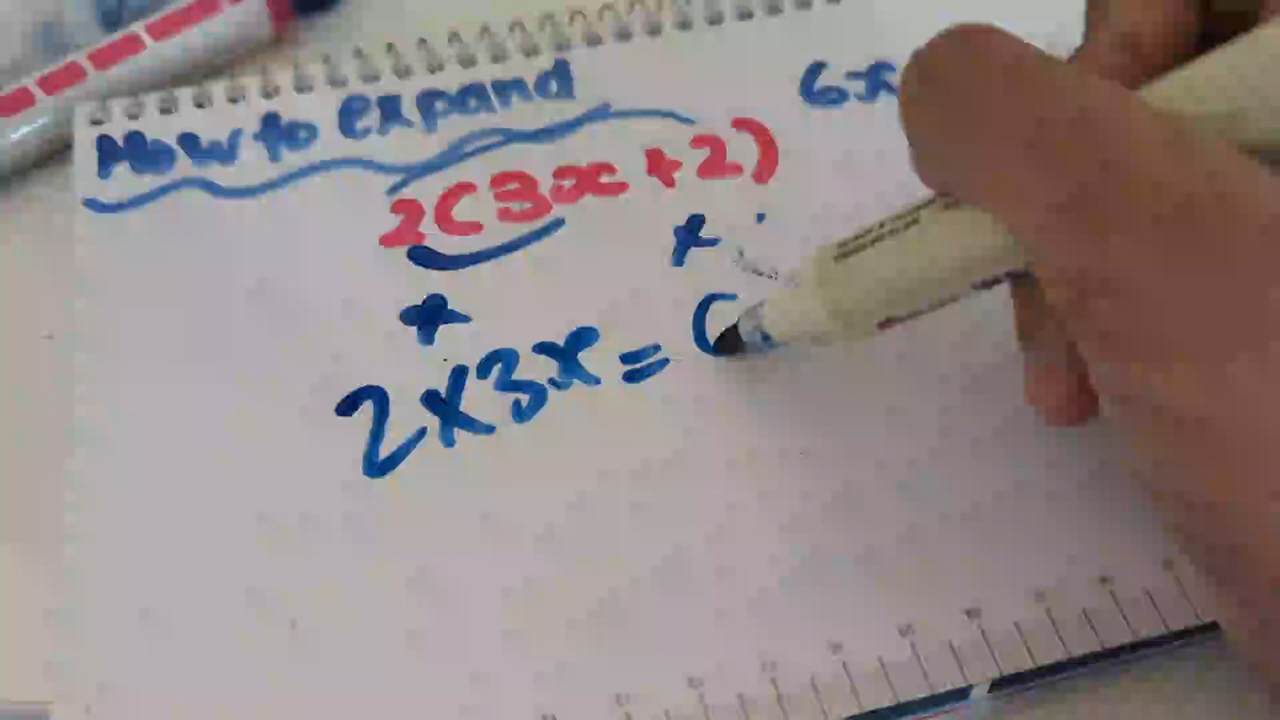 How to expand
6x
2(3x+2)
+ +
2x3x = 6